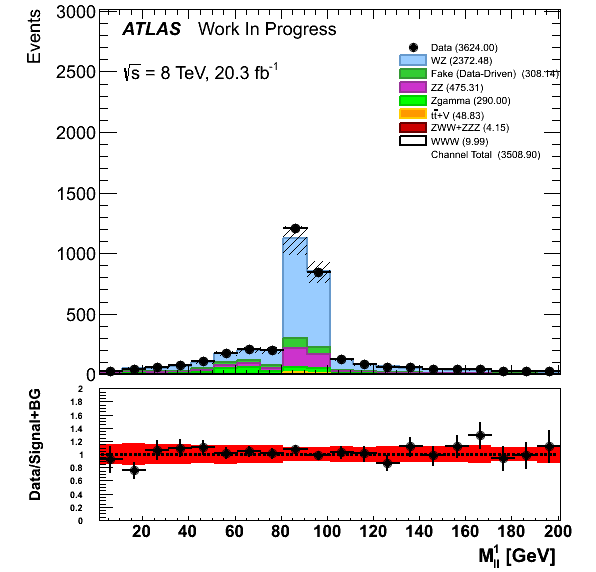 ATLAS Work In Progress
√s = 8 TeV, 20.3 fb⁻¹
Events
3000
2500
2000
1500
1000
500
0
Data (3624.00)
WZ (2372.48)
Fake (Data-Driven) (308.14)
ZZ (475.31)
Zgamma (290.00)
tt̄+V (48.83)
ZWW+ZZZ (4.15)
WWW (9.99)
Channel Total (3508.90)
Data/Signal+BG
2
1.8
1.6
1.4
1.2
1
0.8
0.6
0.4
0.2
0
20 40 60 80 100 120 140 160 180 200
M¹ll [GeV]